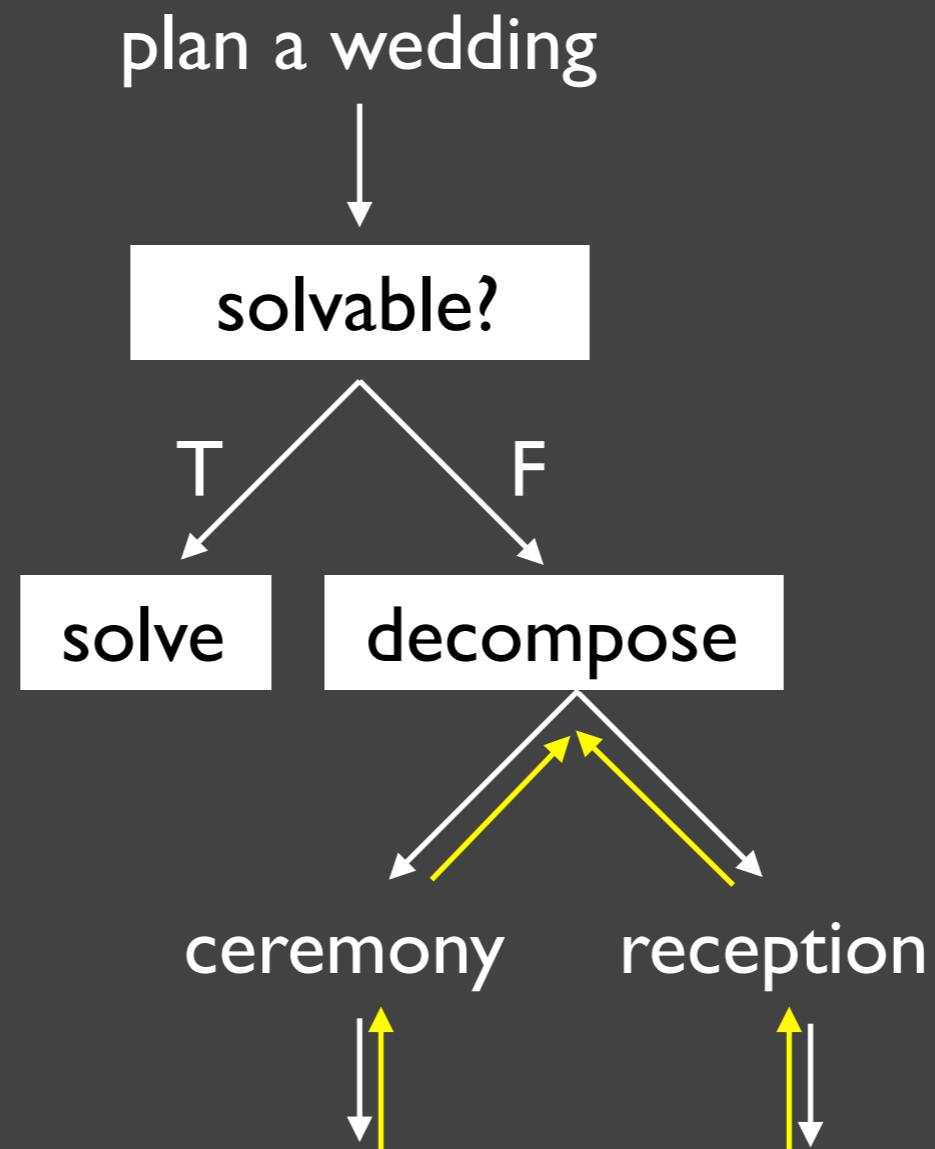 plan a wedding
solvable?
T F
solve decompose
ceremony reception